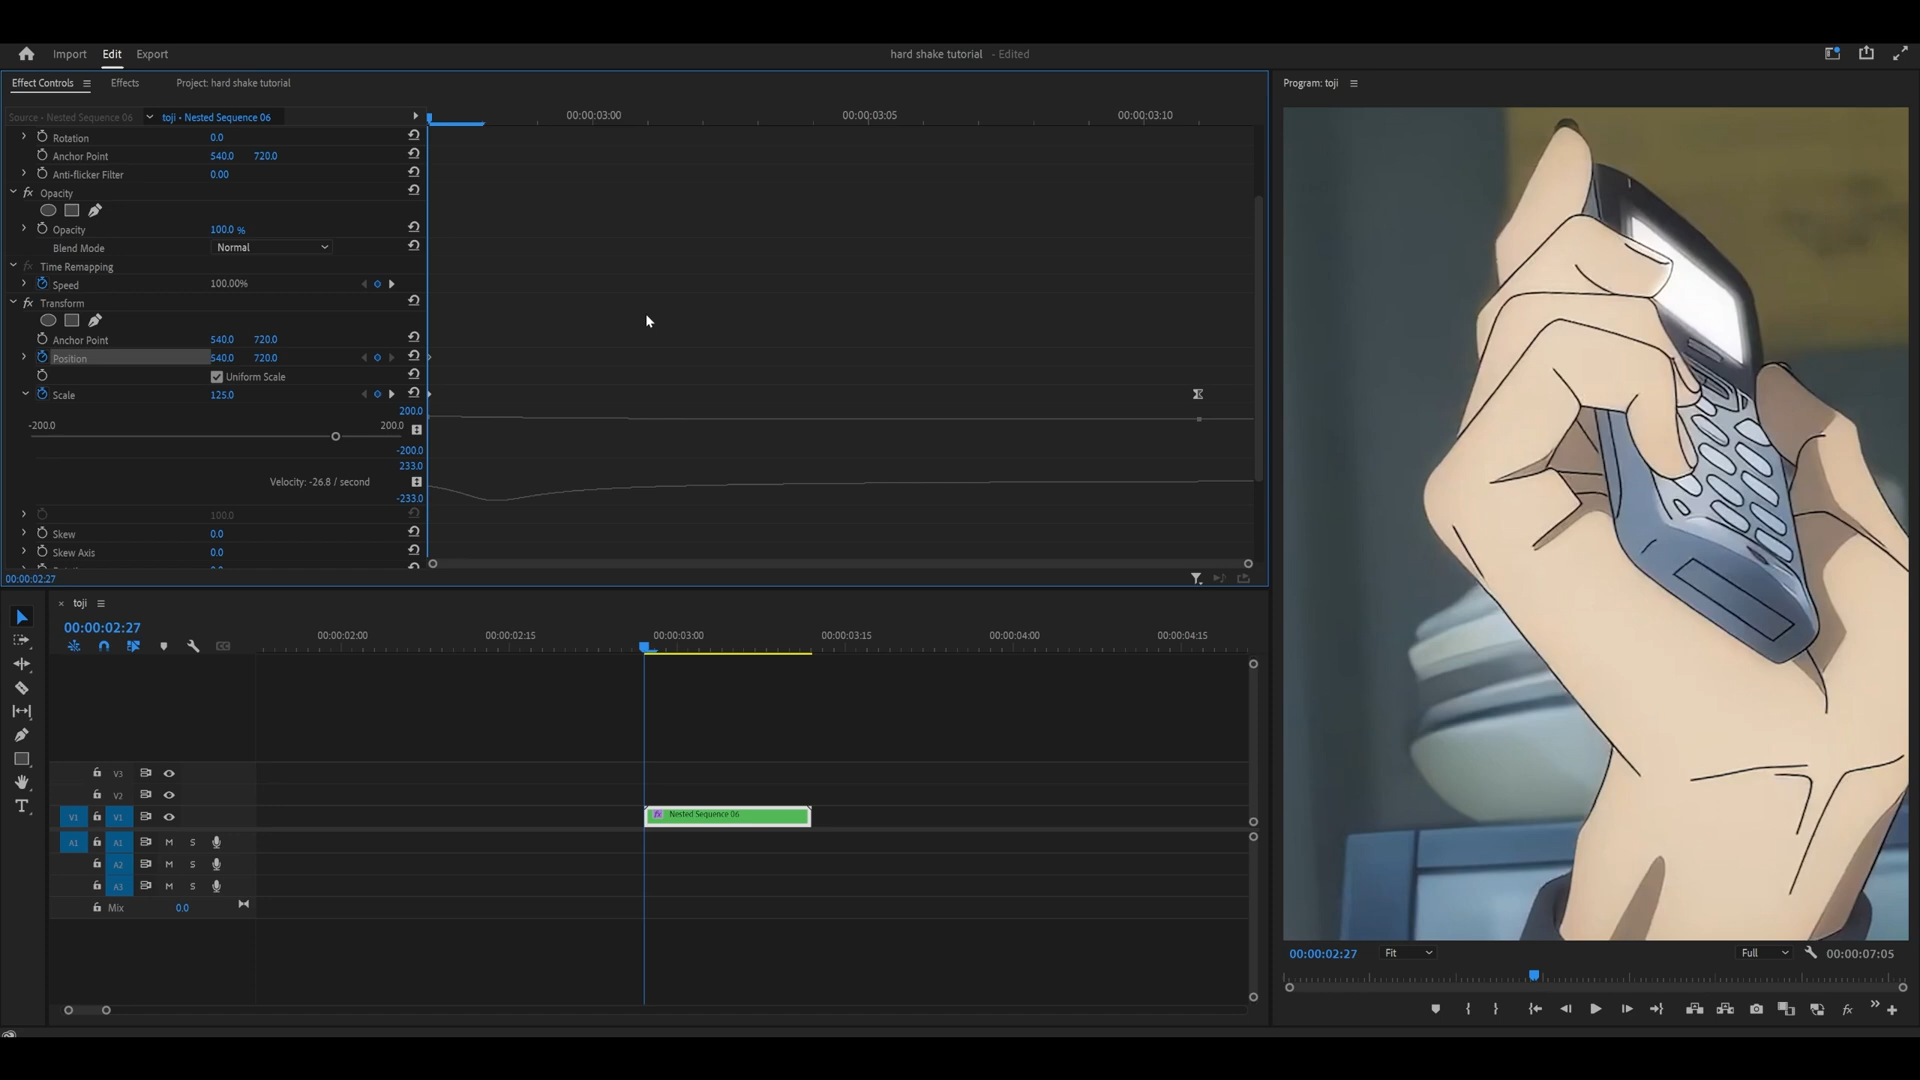 Import Edit Export hard shake tutorial - Edited
Effect Controls Effects Project: hard shake tutorial
Program: toji
Source • Nested Sequence 06 toji • Nested Sequence 06
00:00:03:00 00:00:03:05 00:00:03:10
Rotation 0.0
Anchor Point 540.0 720.0
Anti-flicker Filter 0.00
fx Opacity
Opacity 100.0 %
Blend Mode Normal
fx Time Remapping
Speed 100.00%
fx Transform
Anchor Point 540.0 720.0
Position 540.0 720.0
Uniform Scale
Scale 125.0
200.0
-200.0 200.0
-200.0
233.0
Velocity: -26.8 / second
-233.0
100.0
Skew 0.0
Skew Axis 0.0
00:00:02:27
toji
00:00:02:27
00:00:02:00 00:00:02:15 00:00:03:00 00:00:03:15 00:00:04:00 00:00:04:15
V3
V2
V1 V1
fx Nested Sequence 06
A1 A1 M S
A2 M S
A3 M S
Mix 0.0
00:00:02:27 Fit Full 00:00:07:05
fx